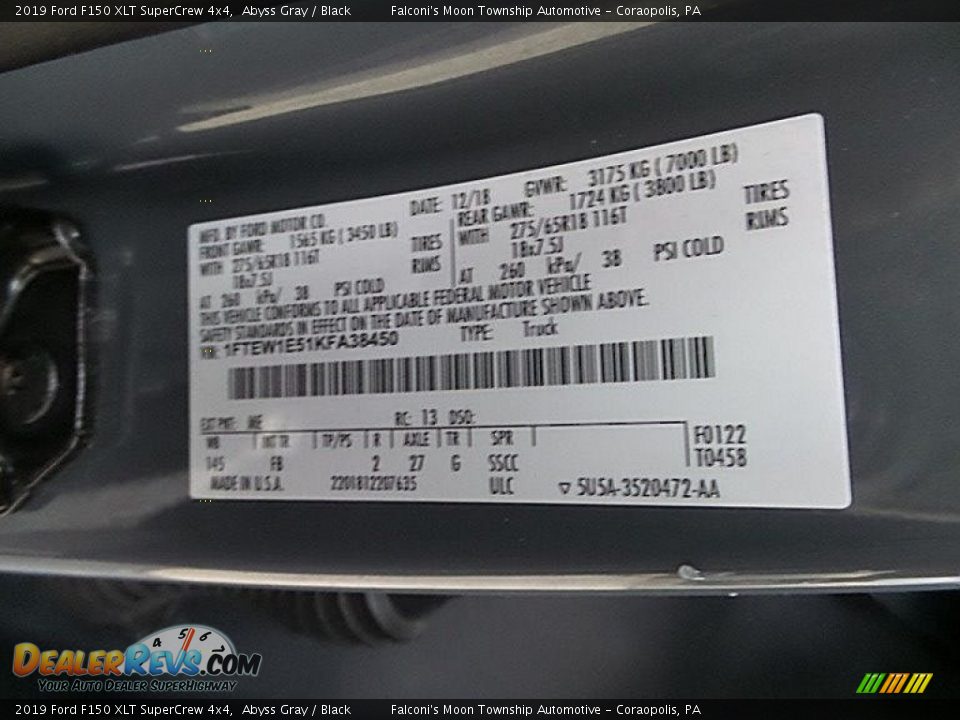 2019 Ford F150 XLT SuperCrew 4x4, Abyss Gray / Black Falconi's Moon Township Automotive - Coraopolis, PA
MFD. BY FORD MOTOR CO. DATE: 12/18 GVWR: 3175 KG ( 7000 LB)
FRONT GAWR: 1565 KG ( 3450 LB) REAR GAWR: 1724 KG ( 3800 LB)
WITH 275/65R18 116T TIRES WITH 275/65R18 116T TIRES
18x7.5J RIMS 18x7.5J RIMS
AT 260 kPa/ 38 PSI COLD AT 260 kPa/ 38 PSI COLD
THIS VEHICLE CONFORMS TO ALL APPLICABLE FEDERAL MOTOR VEHICLE
SAFETY STANDARDS IN EFFECT ON THE DATE OF MANUFACTURE SHOWN ABOVE.
VIN: 1FTEW1E51KFA38450 TYPE: Truck
EXT PNT: RC: 13 DSO:
WB INT TR TP/PS R AXLE TR SPR F0122
145 FB 2 27 G SSCC T0458
MADE IN U.S.A. 2201812207635 ULC ▽ 5U5A-3520472-AA
4 5 6
DEALERREVS.COM
Your Auto Dealer SuperHighway
2019 Ford F150 XLT SuperCrew 4x4, Abyss Gray / Black Falconi's Moon Township Automotive - Coraopolis, PA